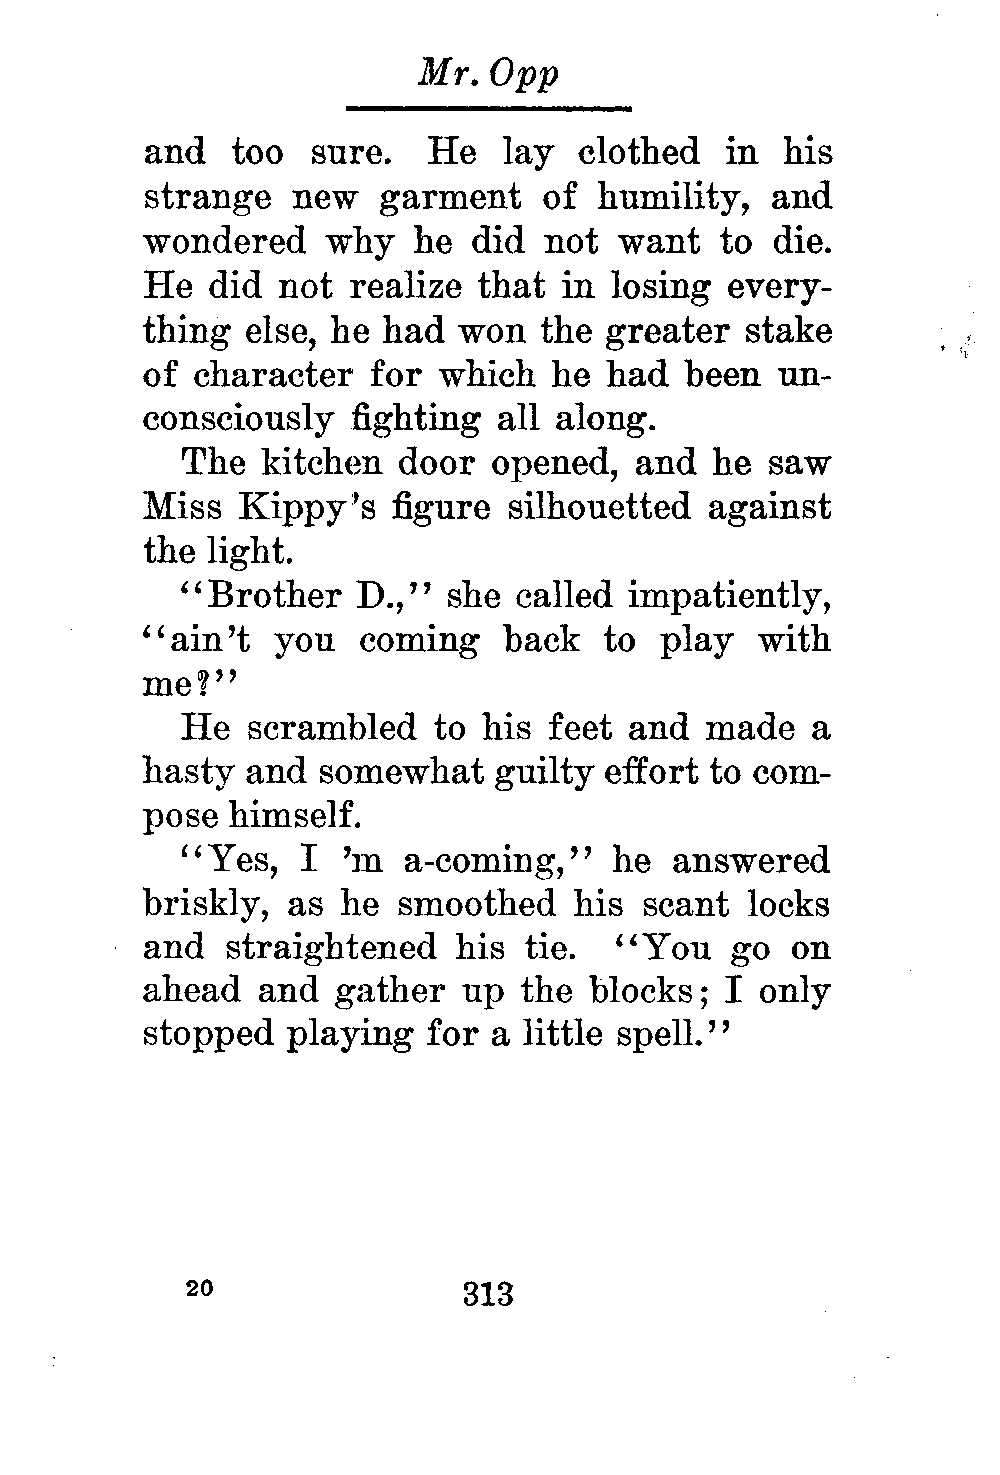 Mr. Opp
and too sure. He lay clothed in his
strange new garment of humility, and
wondered why he did not want to die.
He did not realize that in losing every-
thing else, he had won the greater stake
of character for which he had been un-
consciously fighting all along.
The kitchen door opened, and he saw
Miss Kippy's figure silhouetted against
the light.
"Brother D.," she called impatiently,
"ain't you coming back to play with
me?"
He scrambled to his feet and made a
hasty and somewhat guilty effort to com-
pose himself.
"Yes, I 'm a-coming," he answered
briskly, as he smoothed his scant locks
and straightened his tie. "You go on
ahead and gather up the blocks; I only
stopped playing for a little spell."
20 313